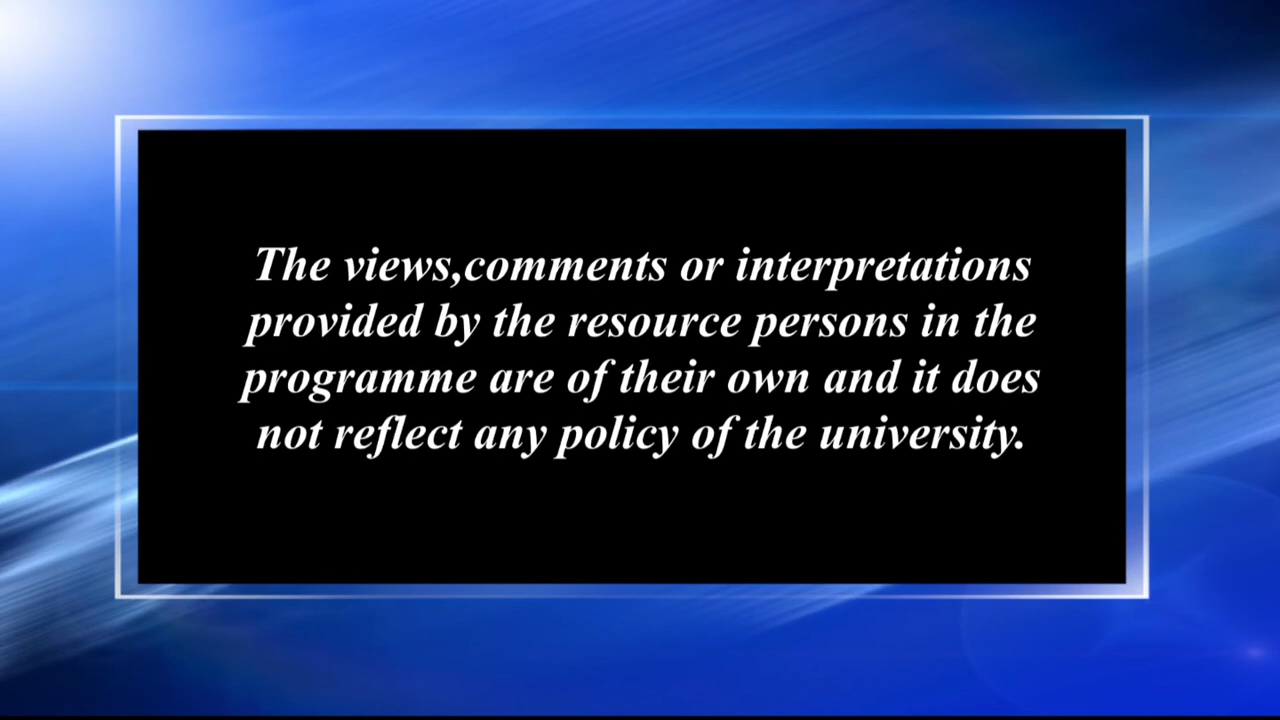 The views,comments or interpretations
provided by the resource persons in the
programme are of their own and it does
not reflect any policy of the university.